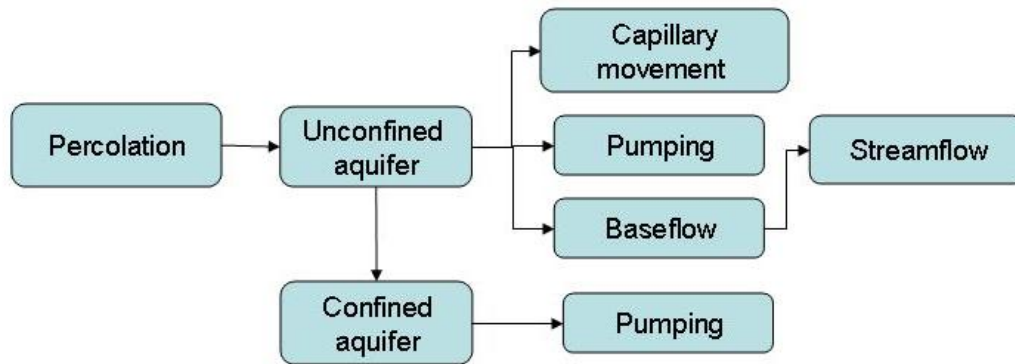 Capillary
movement
Percolation
Unconfined
aquifer
Pumping
Streamflow
Baseflow
Confined
aquifer
Pumping